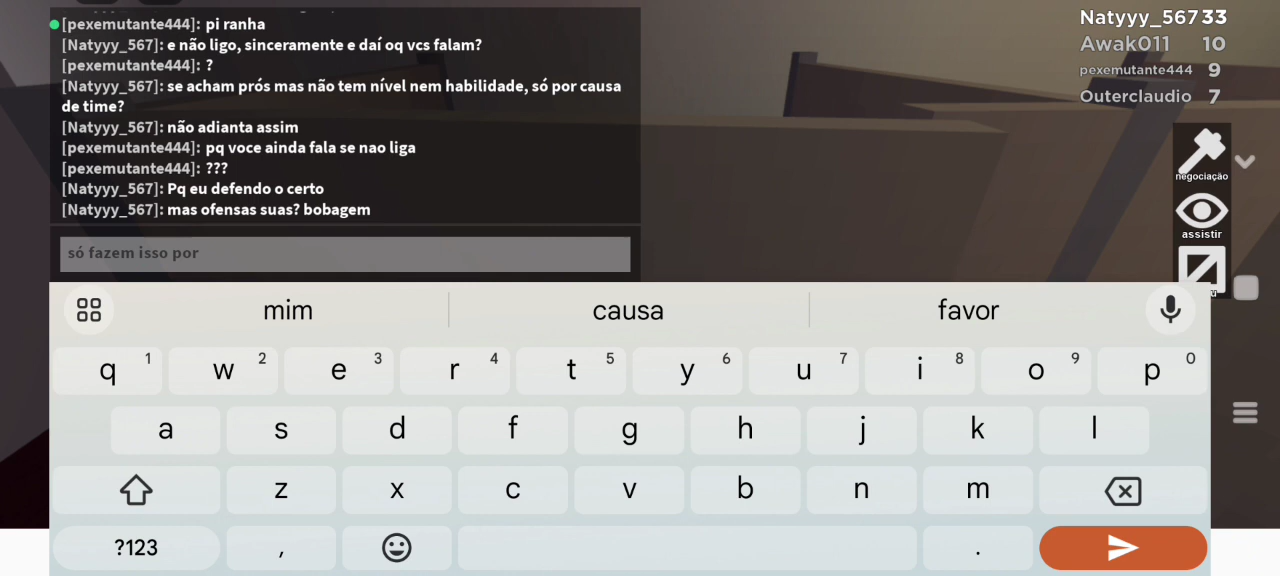 [pexemutante444]: pi ranha
[Natyyy_567]: e não ligo, sinceramente e daí oq vcs falam?
[pexemutante444]: ?
[Natyyy_567]: se acham prós mas não tem nível nem habilidade, só por causa
de time?
[Natyyy_567]: não adianta assim
[pexemutante444]: pq voce ainda fala se nao liga
[pexemutante444]: ???
[Natyyy_567]: Pq eu defendo o certo
[Natyyy_567]: mas ofensas suas? bobagem
só fazem isso por
Natyyy_567 33
Awak011 10
pexemutante444 9
Outerclaudio 7
negociação
assistir
mim causa favor
q 1 w 2 e 3 r 4 t 5 y 6 u 7 i 8 o 9 p 0
a s d f g h j k l
z x c v b n m
?123 , .